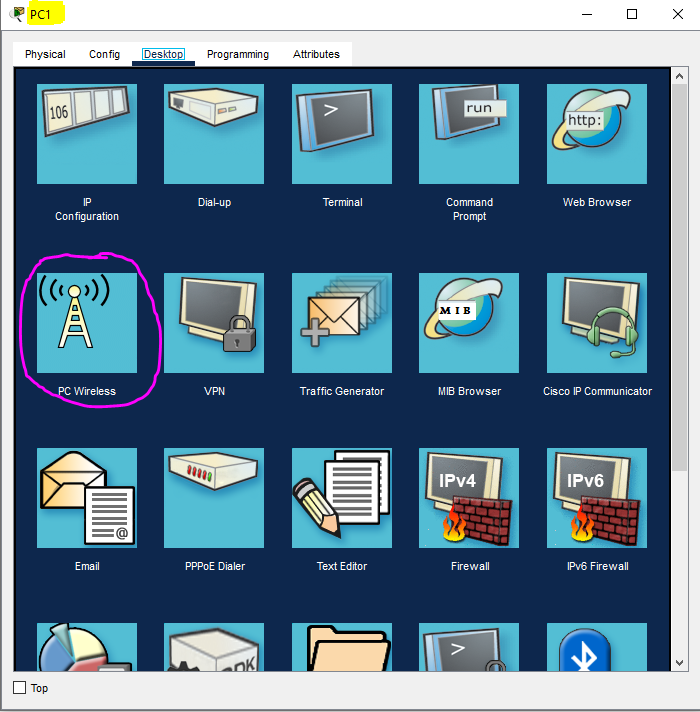 PC1
Physical Config Desktop Programming Attributes
106
>
run
http:
IP
Configuration
Dial-up
Terminal
Command
Prompt
Web Browser
MIB
PC Wireless
VPN
Traffic Generator
MIB Browser
Cisco IP Communicator
@
IPv4
IPv6
Email
PPPoE Dialer
Text Editor
Firewall
IPv6 Firewall
>
Top